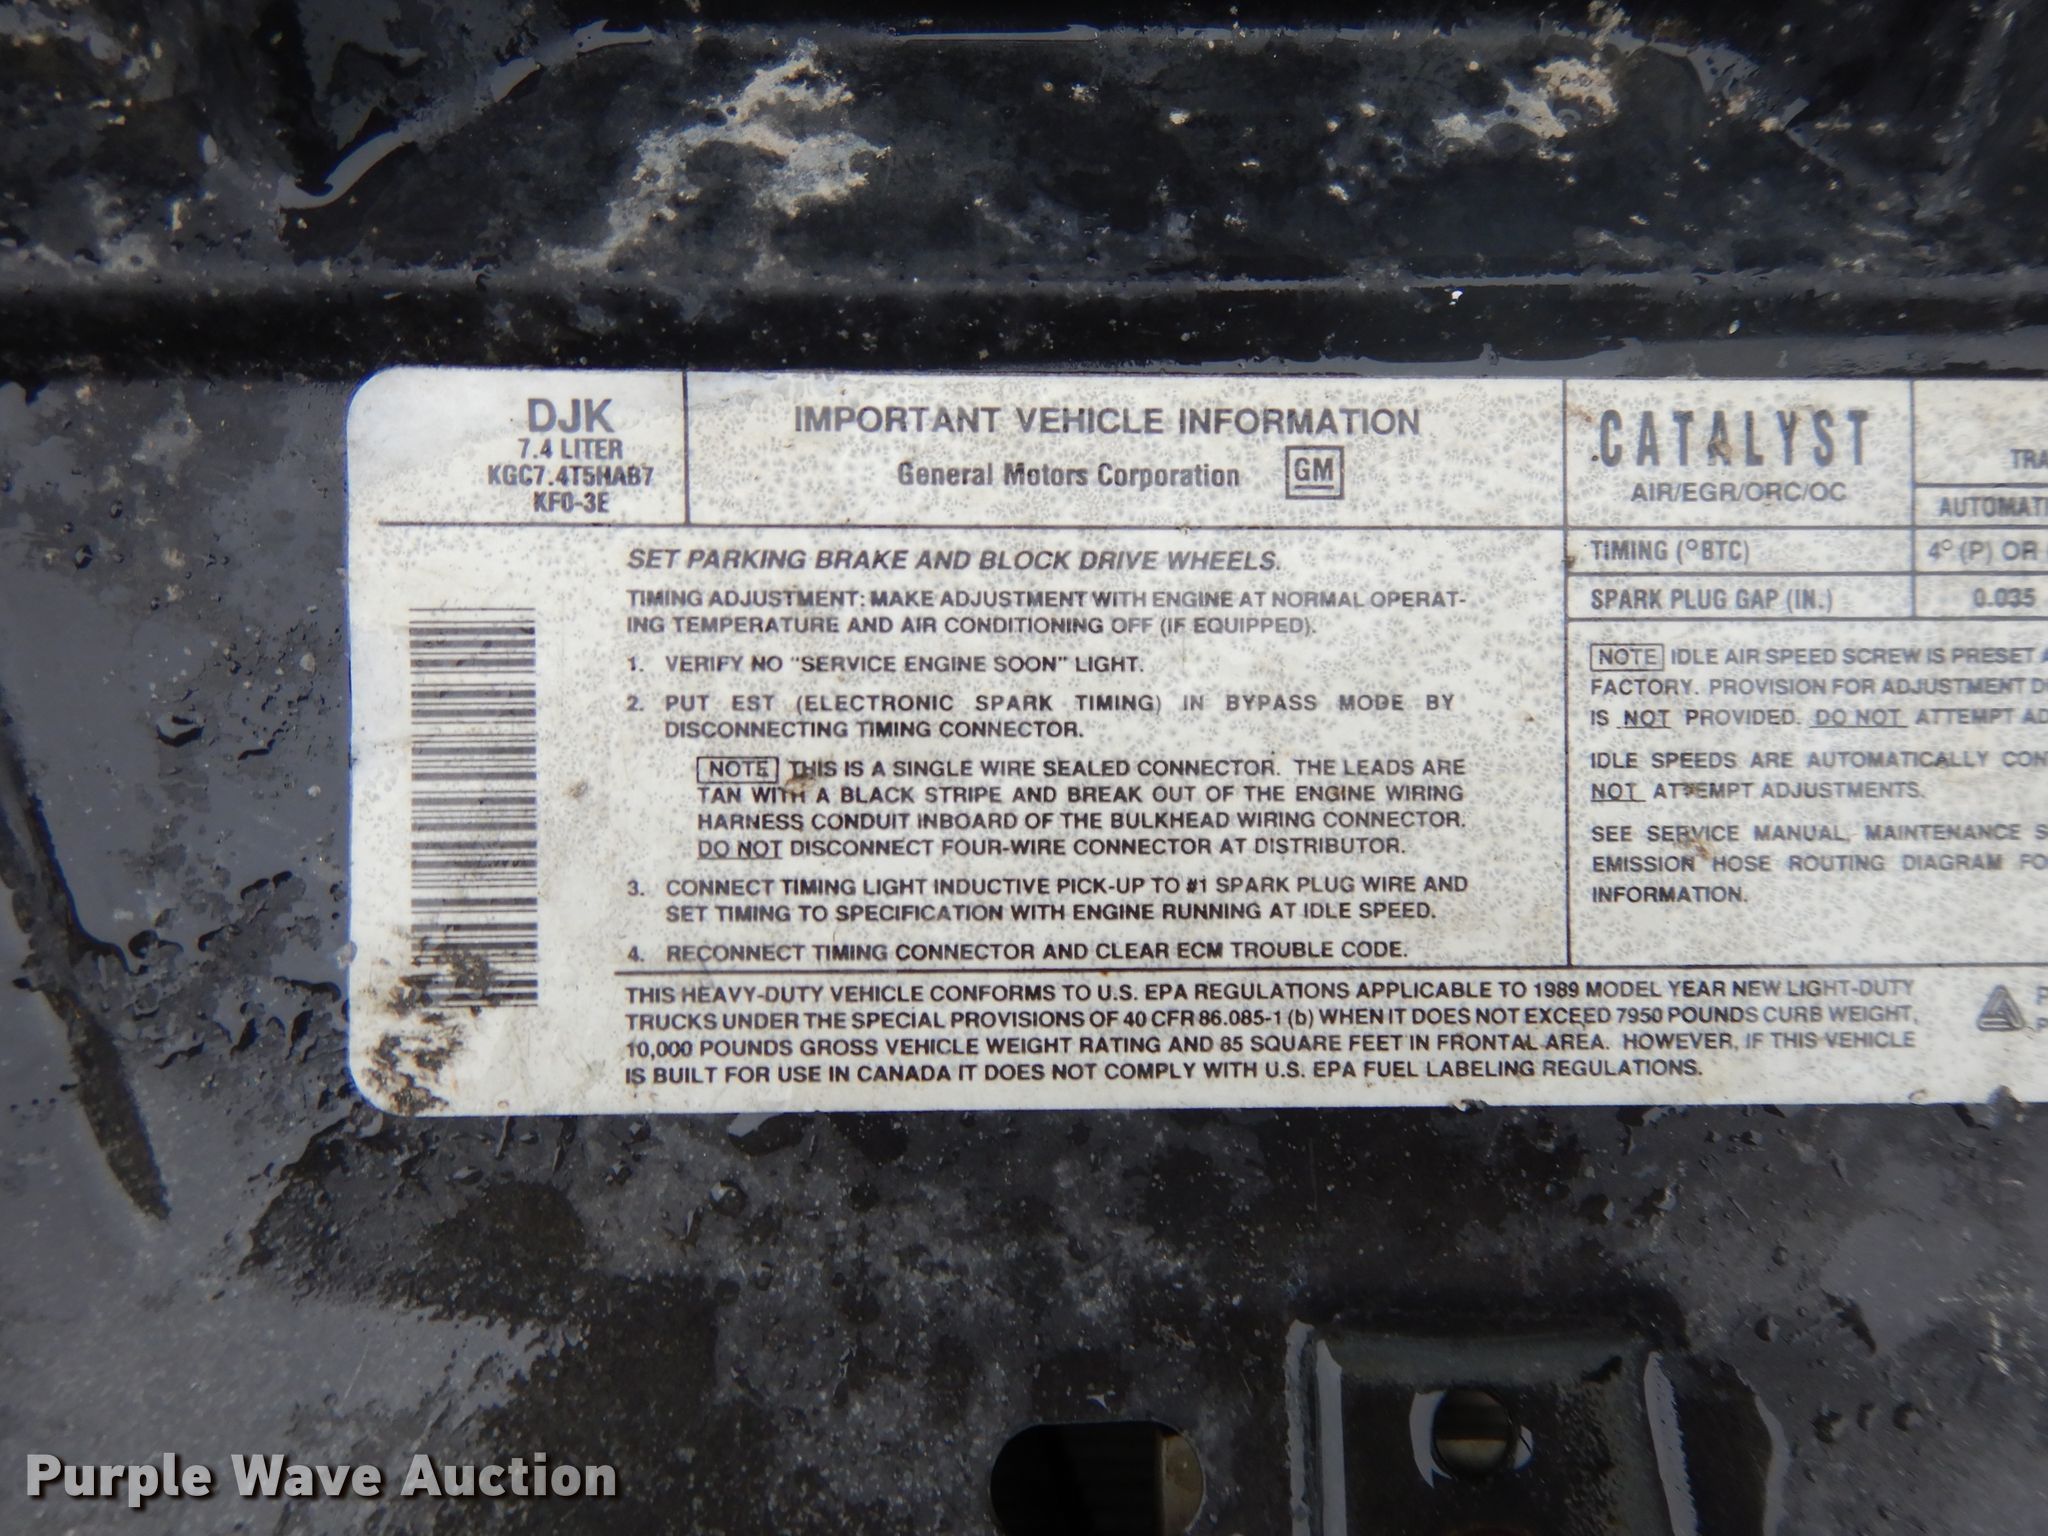 DJK
7.4 LITER
KGC7.4T5HAB7
KF0-3E
IMPORTANT VEHICLE INFORMATION
General Motors Corporation GM
SET PARKING BRAKE AND BLOCK DRIVE WHEELS.
TIMING ADJUSTMENT: MAKE ADJUSTMENT WITH ENGINE AT NORMAL OPERAT-
ING TEMPERATURE AND AIR CONDITIONING OFF (IF EQUIPPED).
1. VERIFY NO "SERVICE ENGINE SOON" LIGHT.
2. PUT EST (ELECTRONIC SPARK TIMING) IN BYPASS MODE BY
DISCONNECTING TIMING CONNECTOR.
NOTE THIS IS A SINGLE WIRE SEALED CONNECTOR. THE LEADS ARE
TAN WITH A BLACK STRIPE AND BREAK OUT OF THE ENGINE WIRING
HARNESS CONDUIT INBOARD OF THE BULKHEAD WIRING CONNECTOR.
DO NOT DISCONNECT FOUR-WIRE CONNECTOR AT DISTRIBUTOR.
3. CONNECT TIMING LIGHT INDUCTIVE PICK-UP TO #1 SPARK PLUG WIRE AND
SET TIMING TO SPECIFICATION WITH ENGINE RUNNING AT IDLE SPEED.
4. RECONNECT TIMING CONNECTOR AND CLEAR ECM TROUBLE CODE.
CATALYST
AIR/EGR/ORC/OC
TRA
AUTOMATI
TIMING (°BTC) 4° (P) OR
SPARK PLUG GAP (IN.) 0.035
NOTE IDLE AIR SPEED SCREW IS PRESET A
FACTORY. PROVISION FOR ADJUSTMENT D
IS NOT PROVIDED. DO NOT ATTEMPT AD
IDLE SPEEDS ARE AUTOMATICALLY CON
NOT ATTEMPT ADJUSTMENTS.
SEE SERVICE MANUAL, MAINTENANCE S
EMISSION HOSE ROUTING DIAGRAM FO
INFORMATION.
THIS HEAVY-DUTY VEHICLE CONFORMS TO U.S. EPA REGULATIONS APPLICABLE TO 1989 MODEL YEAR NEW LIGHT-DUTY
TRUCKS UNDER THE SPECIAL PROVISIONS OF 40 CFR 86.085-1 (b) WHEN IT DOES NOT EXCEED 7950 POUNDS CURB WEIGHT,
10,000 POUNDS GROSS VEHICLE WEIGHT RATING AND 85 SQUARE FEET IN FRONTAL AREA. HOWEVER, IF THIS VEHICLE
IS BUILT FOR USE IN CANADA IT DOES NOT COMPLY WITH U.S. EPA FUEL LABELING REGULATIONS.
Purple Wave Auction